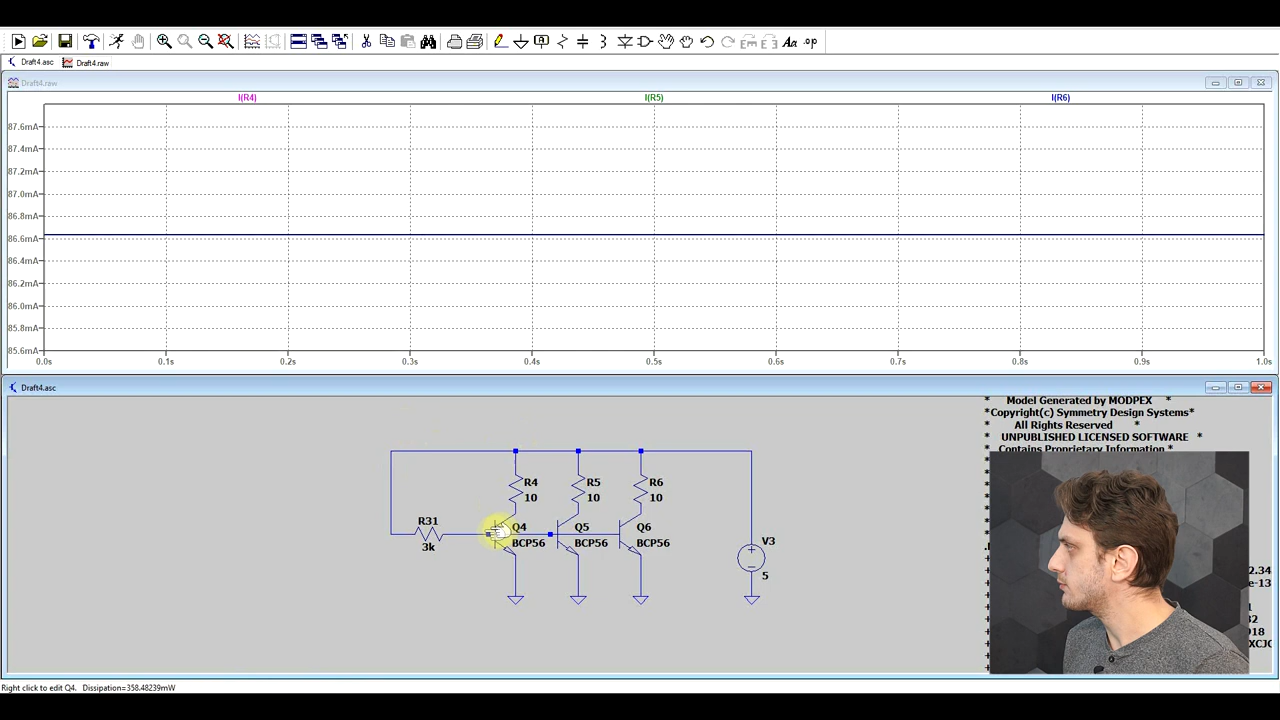 Draft4.asc
Draft4.raw
Draft4.raw
I(R4)
I(R5)
I(R6)
87.6mA
87.4mA
87.2mA
87.0mA
86.8mA
86.6mA
86.4mA
86.2mA
86.0mA
85.8mA
85.6mA
0.0s
0.1s
0.2s
0.3s
0.4s
0.5s
0.6s
0.7s
0.8s
0.9s
1.0s
Draft4.asc
* Model Generated by MODPEX *
*Copyright(c) Symmetry Design Systems*
* All Rights Reserved *
* UNPUBLISHED LICENSED SOFTWARE *
* Contains Proprietary Information *
R4
10
R5
10
R6
10
R31
3k
Q4
BCP56
Q5
BCP56
Q6
BCP56
V3
5
Right click to edit Q4. Dissipation=358.48239mW